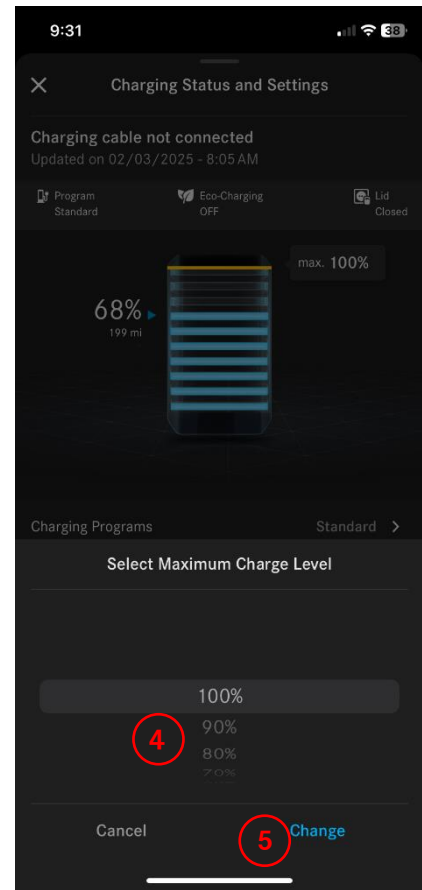 9:31
38
Charging Status and Settings
Charging cable not connected
Updated on 02/03/2025 - 8:05 AM
Program
Standard
Eco-Charging
OFF
Lid
Closed
max. 100%
68%
199 mi
Charging Programs
Standard
Select Maximum Charge Level
100%
90%
80%
70%
4
Cancel
5
Change